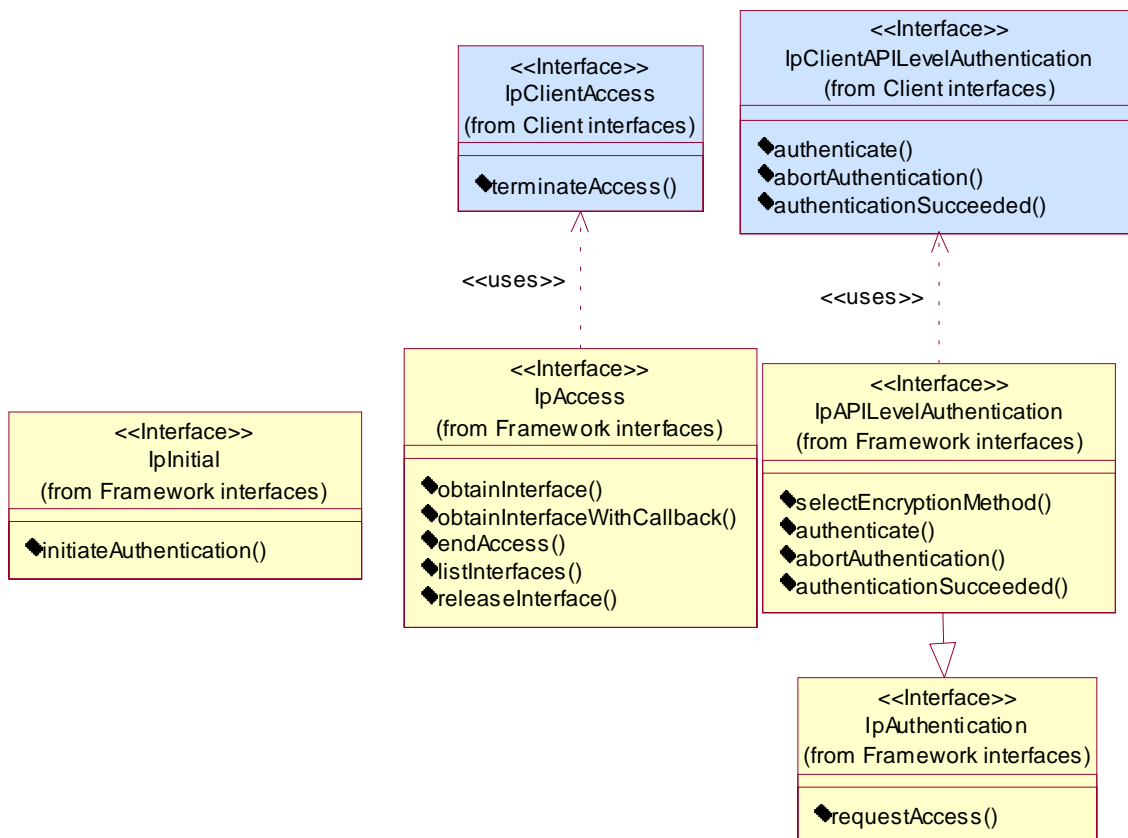 <<Interface>>
IpClientAccess
(from Client interfaces)
terminateAccess()
<<Interface>>
IpClientAPILevelAuthentication
(from Client interfaces)
authenticate()
abortAuthentication()
authenticationSucceeded()
<<uses>>
<<uses>>
<<Interface>>
IpInitial
(from Framework interfaces)
initiateAuthentication()
<<Interface>>
IpAccess
(from Framework interfaces)
obtainInterface()
obtainInterfaceWithCallback()
endAccess()
listInterfaces()
releaseInterface()
<<Interface>>
IpAPILevelAuthentication
(from Framework interfaces)
selectEncryptionMethod()
authenticate()
abortAuthentication()
authenticationSucceeded()
<<Interface>>
IpAuthentication
(from Framework interfaces)
requestAccess()